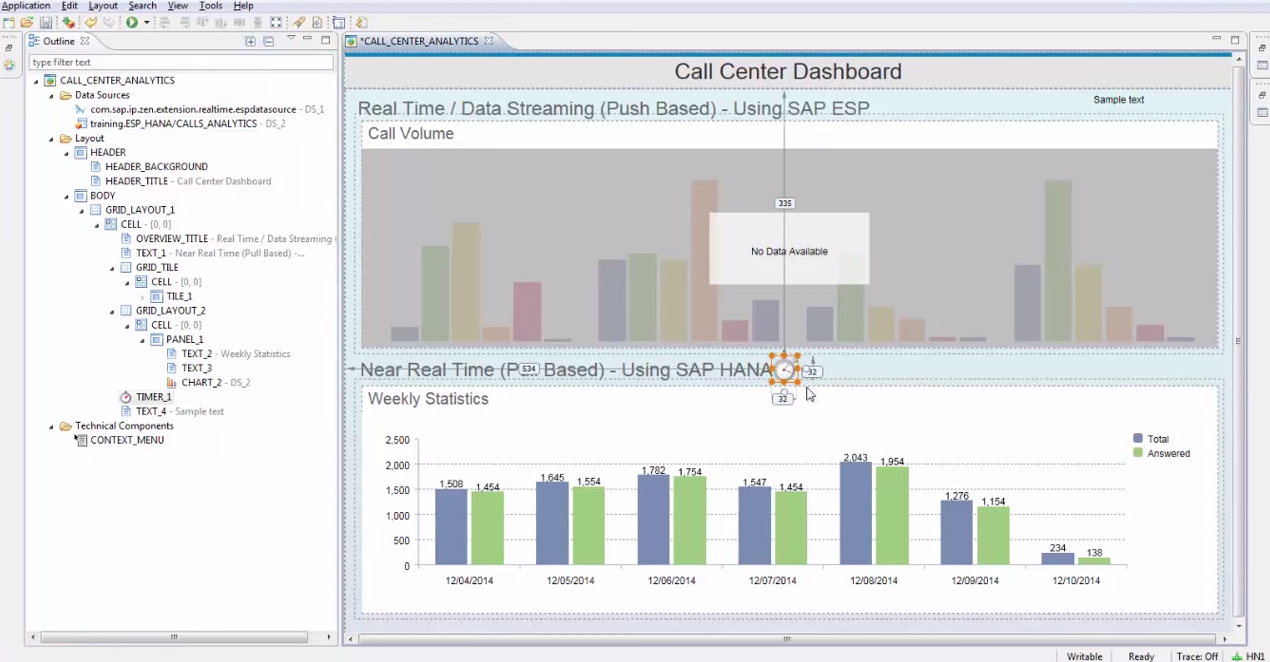 Application Edit Layout Search View Tools Help
Outline
*CALL_CENTER_ANALYTICS
type filter text
CALL_CENTER_ANALYTICS
Data Sources
com.sap.ip.zen.extension.realtime.espdatasource - DS_1
training.ESP_HANA/CALLS_ANALYTICS - DS_2
Layout
HEADER
HEADER_BACKGROUND
HEADER_TITLE - Call Center Dashboard
BODY
GRID_LAYOUT_1
CELL - [0, 0]
OVERVIEW_TITLE - Real Time / Data Streaming
TEXT_1 - Near Real Time (Pull Based) -...
GRID_TILE
CELL - [0, 0]
TILE_1
GRID_LAYOUT_2
CELL - [0, 0]
PANEL_1
TEXT_2 - Weekly Statistics
TEXT_3
CHART_2 - DS_2
TIMER_1
TEXT_4 - Sample text
Technical Components
CONTEXT_MENU
Call Center Dashboard
Real Time / Data Streaming (Push Based) - Using SAP ESP
Sample text
Call Volume
335
No Data Available
Near Real Time (P 534 Based) - Using SAP HANA
32
32
Weekly Statistics
2,500
2,000
1,500
1,000
500
0
1,508 1,454
1,645 1,554
1,782 1,754
1,547 1,454
2,043 1,954
1,276 1,154
234 138
Total
Answered
12/04/2014 12/05/2014 12/06/2014 12/07/2014 12/08/2014 12/09/2014 12/10/2014
Writable Ready Trace: Off HN1